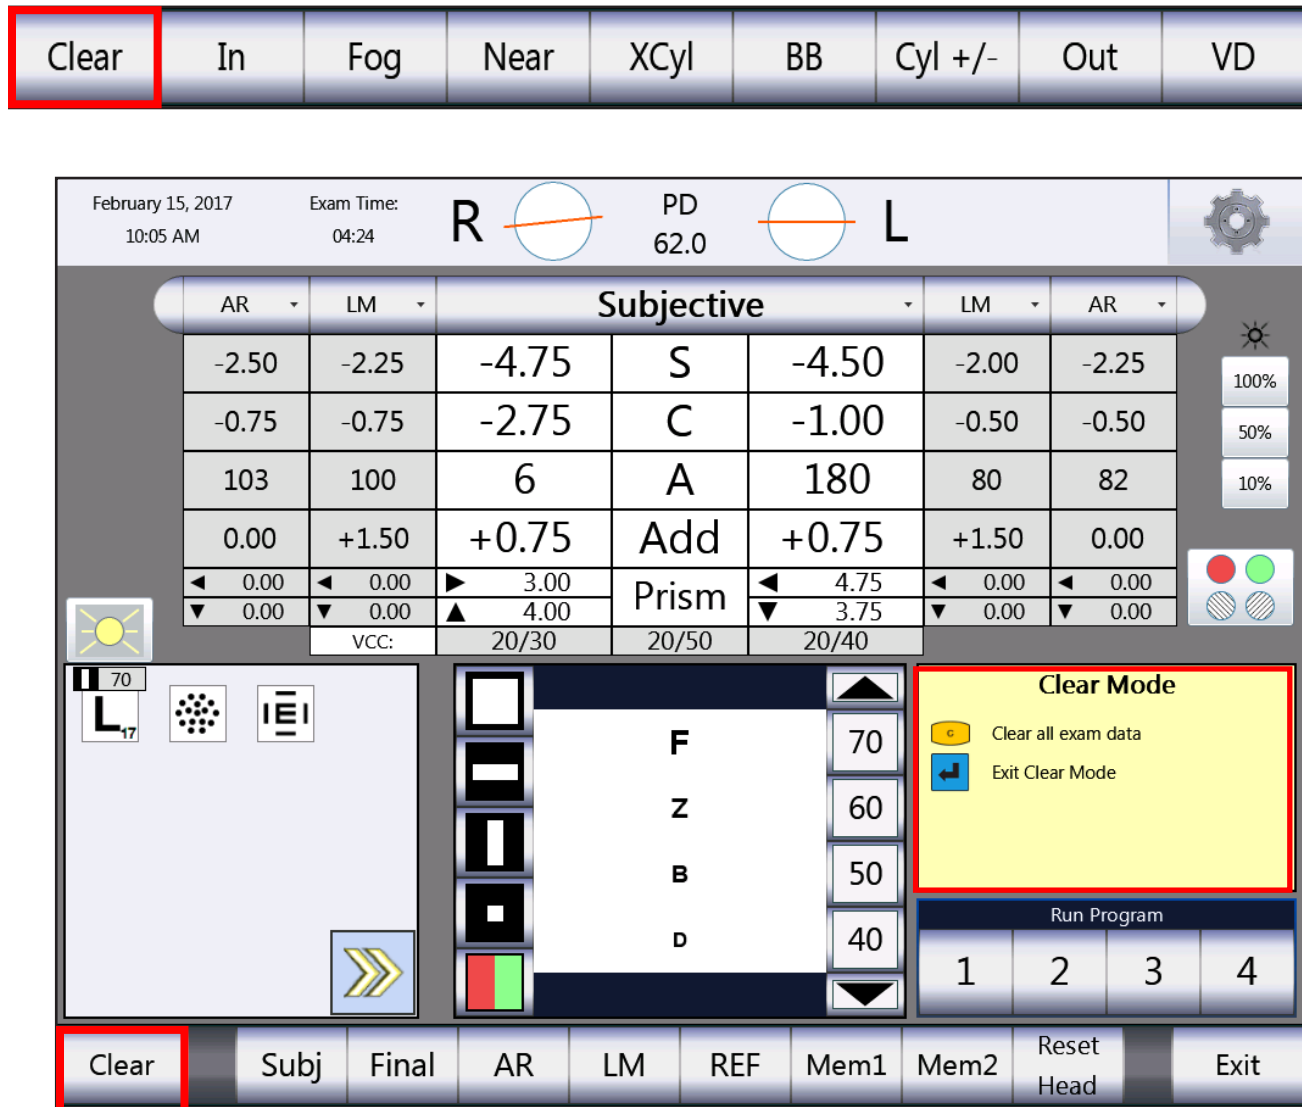 Clear In Fog Near XCyl BB Cyl +/- Out VD
February 15, 2017 Exam Time: R PD L
10:05 AM 04:24 62.0
AR LM Subjective LM AR
-2.50 -2.25 -4.75 S -4.50 -2.00 -2.25
100%
-0.75 -0.75 -2.75 C -1.00 -0.50 -0.50
50%
103 100 6 A 180 80 82
10%
0.00 +1.50 +0.75 Add +0.75 +1.50 0.00
0.00 0.00 3.00 Prism 4.75 0.00 0.00
0.00 0.00 4.00 3.75 0.00 0.00
VCC: 20/30 20/50 20/40
70
L17
E
F
Z
B
D
70
60
50
40
Clear Mode
C Clear all exam data
Exit Clear Mode
Run Program
1 2 3 4
Clear Subj Final AR LM REF Mem1 Mem2 Reset Head Exit